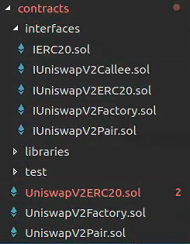 contracts
interfaces
IERC20.sol
IUniswapV2Callee.sol
IUniswapV2ERC20.sol
IUniswapV2Factory.sol
IUniswapV2Pair.sol
libraries
test
UniswapV2ERC20.sol 2
UniswapV2Factory.sol
UniswapV2Pair.sol